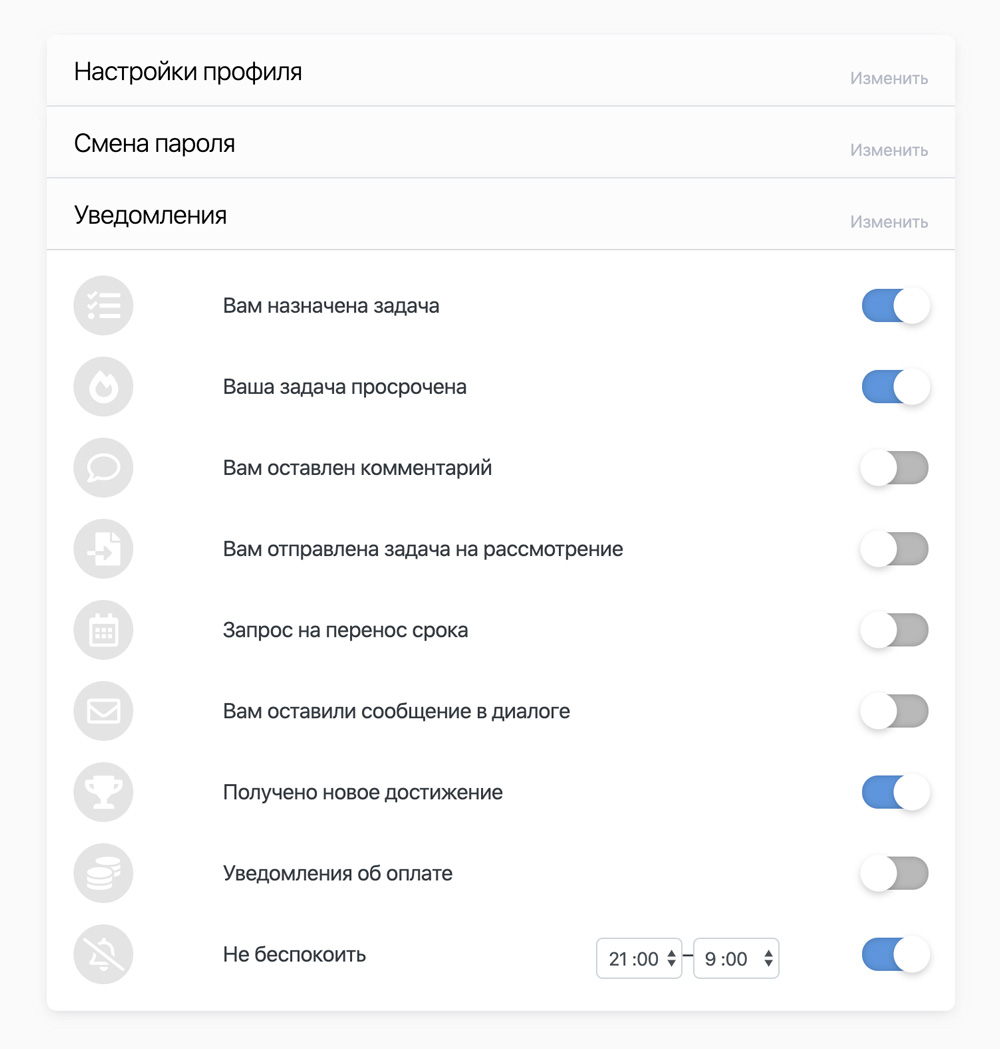 Настройки профиля
Изменить
Смена пароля
Изменить
Уведомления
Изменить
Вам назначена задача
Ваша задача просрочена
Вам оставлен комментарий
Вам отправлена задача на рассмотрение
Запрос на перенос срока
Вам оставили сообщение в диалоге
Получено новое достижение
Уведомления об оплате
Не беспокоить 21 :00 – 9 :00